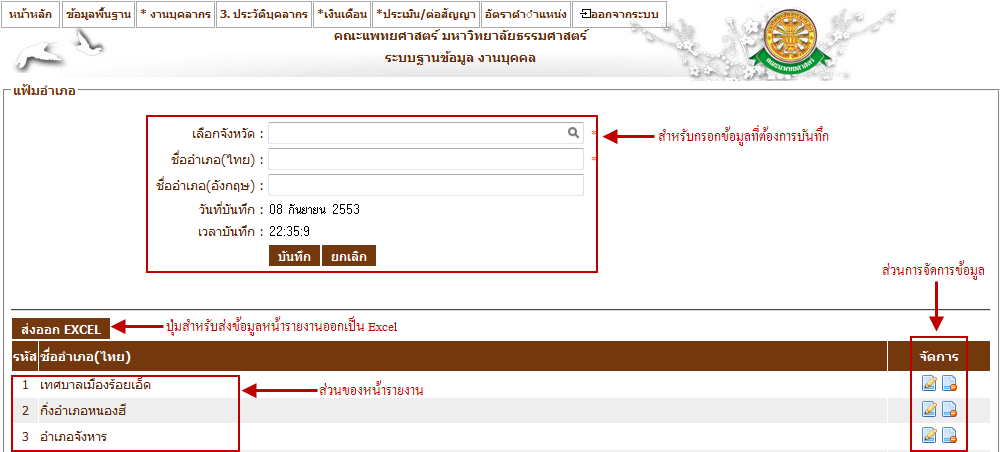 หน้าหลัก ข้อมูลพื้นฐาน * งานบุคลากร 3. ประวัติบุคลากร *เงินเดือน *ประเมิน/ต่อสัญญา อัตราตำแหน่ง ออกจากระบบ
คณะแพทยศาสตร์ มหาวิทยาลัยธรรมศาสตร์
ระบบฐานข้อมูล งานบุคคล
แฟ้มอำเภอ
เลือกจังหวัด : * สำหรับกรอกข้อมูลที่ต้องการบันทึก
ชื่ออำเภอ(ไทย) : *
ชื่ออำเภอ(อังกฤษ) :
วันที่บันทึก : 08 กันยายน 2553
เวลาบันทึก : 22:35:9
บันทึก ยกเลิก
ส่วนการจัดการข้อมูล
ส่งออก EXCEL ปุ่มสำหรับส่งข้อมูลหน้ารายงานออกเป็น Excel
รหัส ชื่ออำเภอ(ไทย) จัดการ
1 เทศบาลเมืองร้อยเอ็ด ส่วนของหน้ารายงาน
2 กิ่งอำเภอหนองฮี
3 อำเภอจังหาร